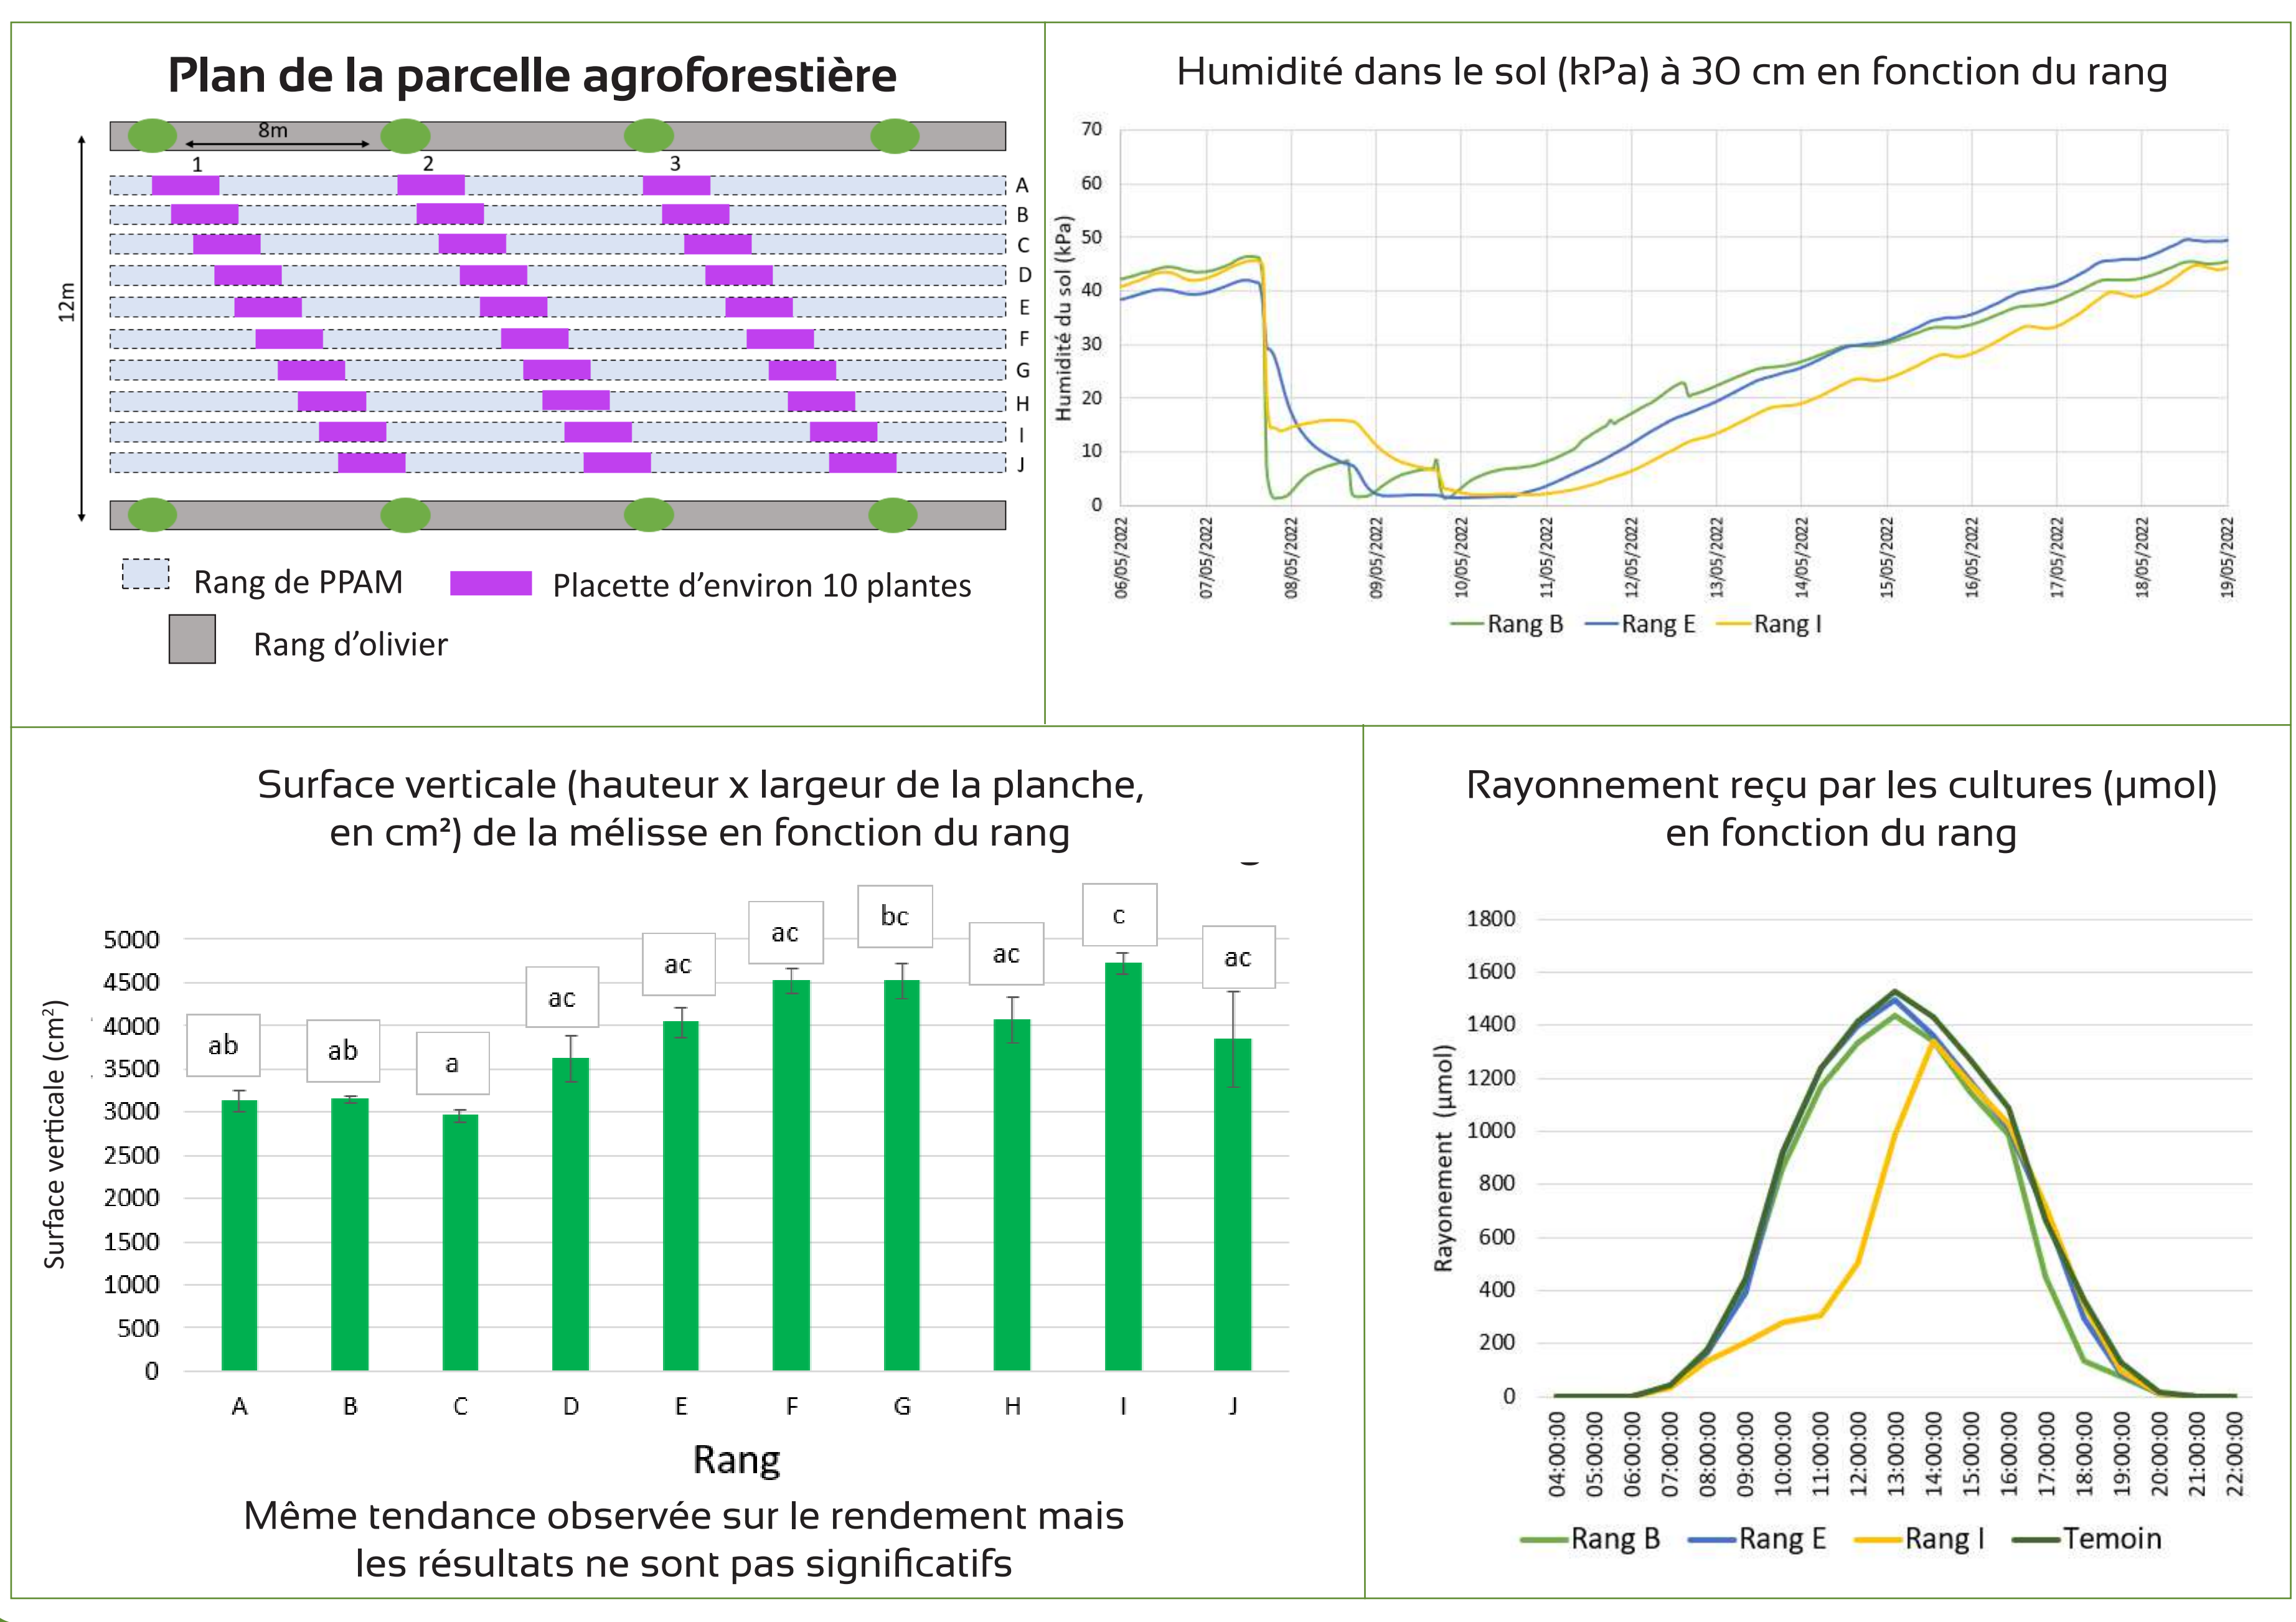 Plan de la parcelle agroforestière
8m
1 2 3
12m
A
B
C
D
E
F
G
H
I
J
Rang de PPAM
Placette d’environ 10 plantes
Rang d’olivier
Humidité dans le sol (kPa) à 30 cm en fonction du rang
Humidité du sol (kPa)
70
60
50
40
30
20
10
0
06/05/2022
07/05/2022
08/05/2022
09/05/2022
10/05/2022
11/05/2022
12/05/2022
13/05/2022
14/05/2022
15/05/2022
16/05/2022
17/05/2022
18/05/2022
19/05/2022
Rang B Rang E Rang I
Surface verticale (hauteur x largeur de la planche,
en cm²) de la mélisse en fonction du rang
Surface verticale (cm²)
5000
4500
4000
3500
3000
2500
2000
1500
1000
500
0
ab ab a ac ac ac bc ac c ac
A B C D E F G H I J
Rang
Même tendance observée sur le rendement mais
les résultats ne sont pas significatifs
Rayonnement reçu par les cultures (µmol)
en fonction du rang
Rayonement (µmol)
1800
1600
1400
1200
1000
800
600
400
200
0
04:00:00
05:00:00
06:00:00
07:00:00
08:00:00
09:00:00
10:00:00
11:00:00
12:00:00
13:00:00
14:00:00
15:00:00
16:00:00
17:00:00
18:00:00
19:00:00
20:00:00
21:00:00
22:00:00
Rang B Rang E Rang I Temoin